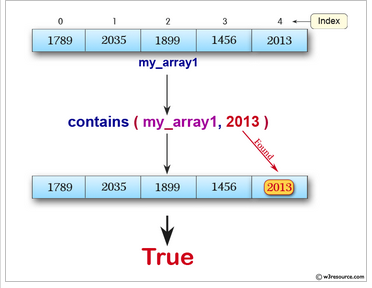 0 1 2 3 4 Index
1789 2035 1899 1456 2013
my_array1
contains ( my_array1, 2013 )
Found
1789 2035 1899 1456 2013
True
© w3resource.com